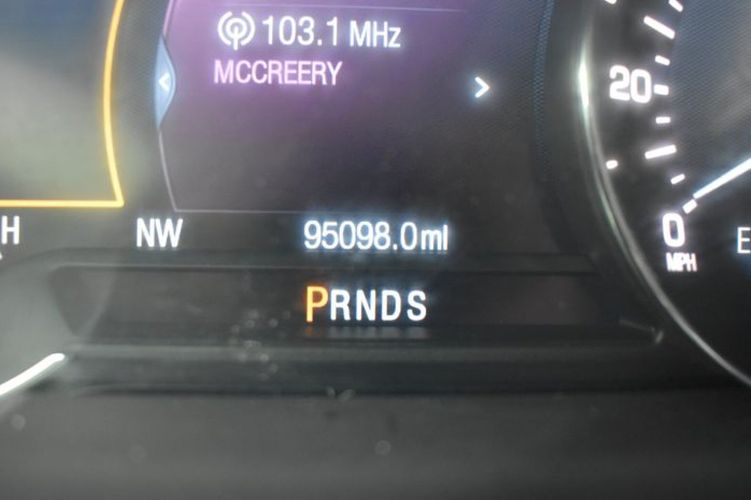 103.1 MHz
MCCREERY
20
H
NW
95098.0mi
0
MPH
E
PRNDS